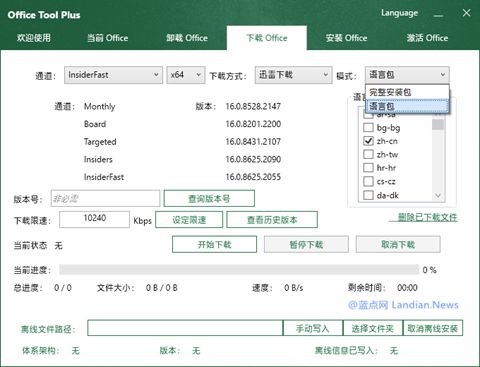 Office Tool Plus
Language
欢迎使用 当前 Office 卸载 Office 下载 Office 安装 Office 激活 Office
通道： InsiderFast x64 下载方式： 迅雷下载 模式： 语言包
完整安装包
语言包
通道： Monthly 版本： 16.0.8528.2147
Board 16.0.8201.2200
Targeted 16.0.8431.2107
Insiders 16.0.8625.2090
InsiderFast 16.0.8625.2055
ar-sa
bg-bg
zh-cn
zh-tw
hr-hr
cs-cz
da-dk
版本号： 非必需 查询版本号
下载限速： 10240 Kbps 设定限速 查看历史版本 删除已下载文件
当前状态 无 开始下载 暂停下载 取消下载
当前进度： 0 %
总进度： 0 / 0 文件大小： 0 B / 0 B 速度： 0 B/s 剩余时间： 00:00
@蓝点网 Landian.News
离线文件路径： 手动写入 选择文件夹 取消离线安装
体系架构： 无 版本： 无 离线信息已写入： 无